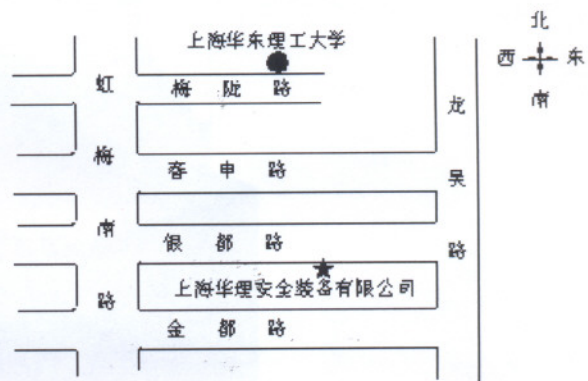 北
上海华东理工大学
西 东
虹 梅 南 路
梅 陇 路
龙 吴 路
南
春 申 路
银 都 路
上海华理安全装备有限公司
金 都 路